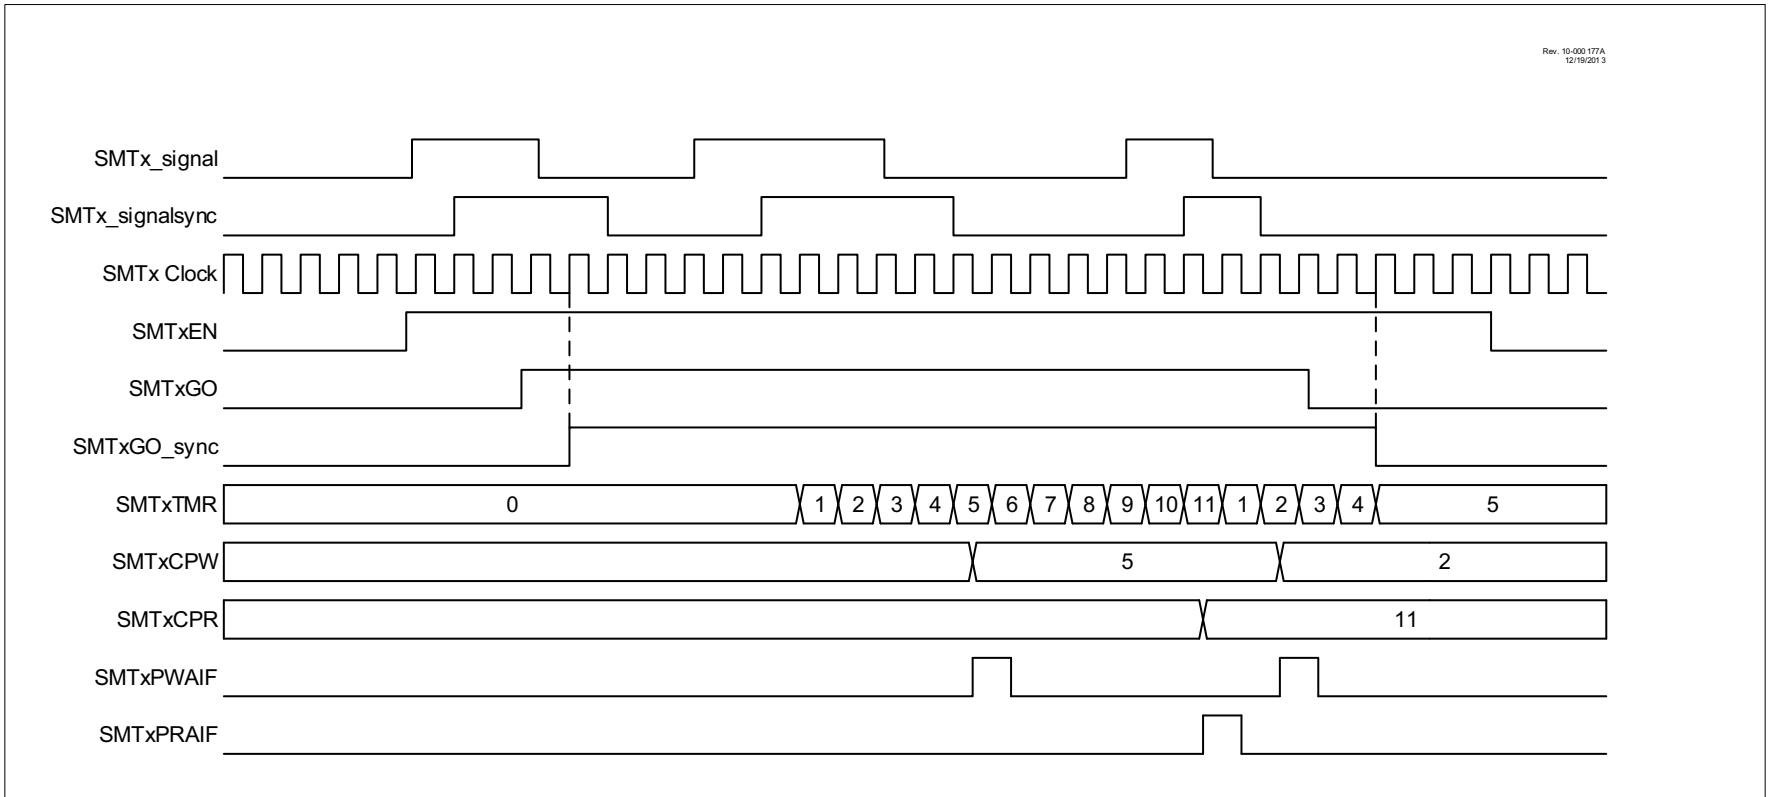 Rev. 10-000 177A
12/19/201 3
SMTx_signal
SMTx_signalsync
SMTx Clock
SMTxEN
SMTxGO
SMTxGO_sync
SMTxTMR 0 1 2 3 4 5 6 7 8 9 10 11 1 2 3 4 5
SMTxCPW 5 2
SMTxCPR 11
SMTxPWAIF
SMTxPRAIF